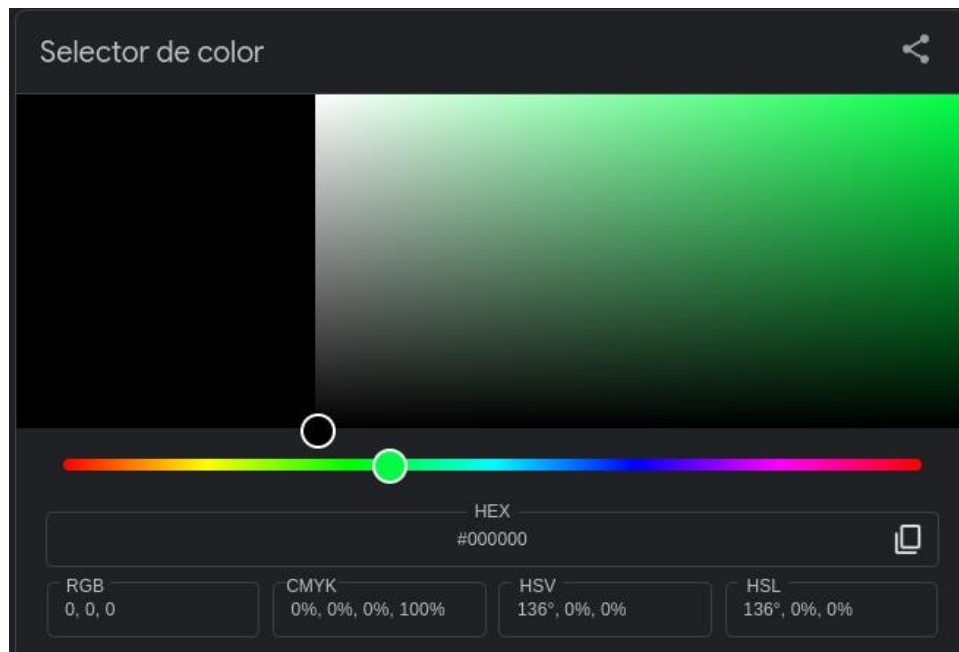 Selector de color
HEX
#000000
RGB
0, 0, 0
CMYK
0%, 0%, 0%, 100%
HSV
136°, 0%, 0%
HSL
136°, 0%, 0%